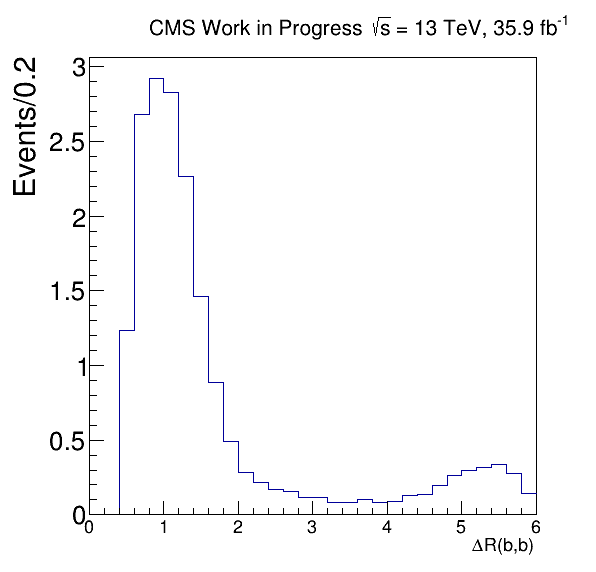 CMS Work in Progress √s = 13 TeV, 35.9 fb⁻¹
Events/0.2
3
2.5
2
1.5
1
0.5
0
0 1 2 3 4 5 6
ΔR(b,b)